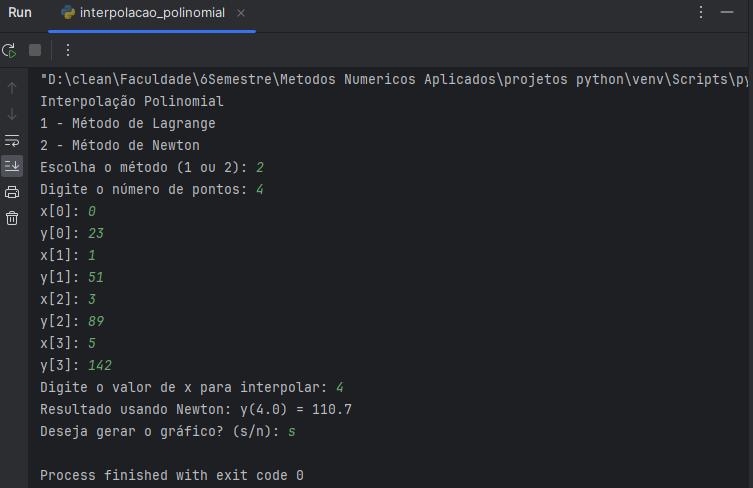 Run interpolacao_polinomial
"D:\clean\Faculdade\6Semestre\Metodos Numericos Aplicados\projetos python\venv\Scripts\py
Interpolação Polinomial
1 - Método de Lagrange
2 - Método de Newton
Escolha o método (1 ou 2): 2
Digite o número de pontos: 4
x[0]: 0
y[0]: 23
x[1]: 1
y[1]: 51
x[2]: 3
y[2]: 89
x[3]: 5
y[3]: 142
Digite o valor de x para interpolar: 4
Resultado usando Newton: y(4.0) = 110.7
Deseja gerar o gráfico? (s/n): s
Process finished with exit code 0